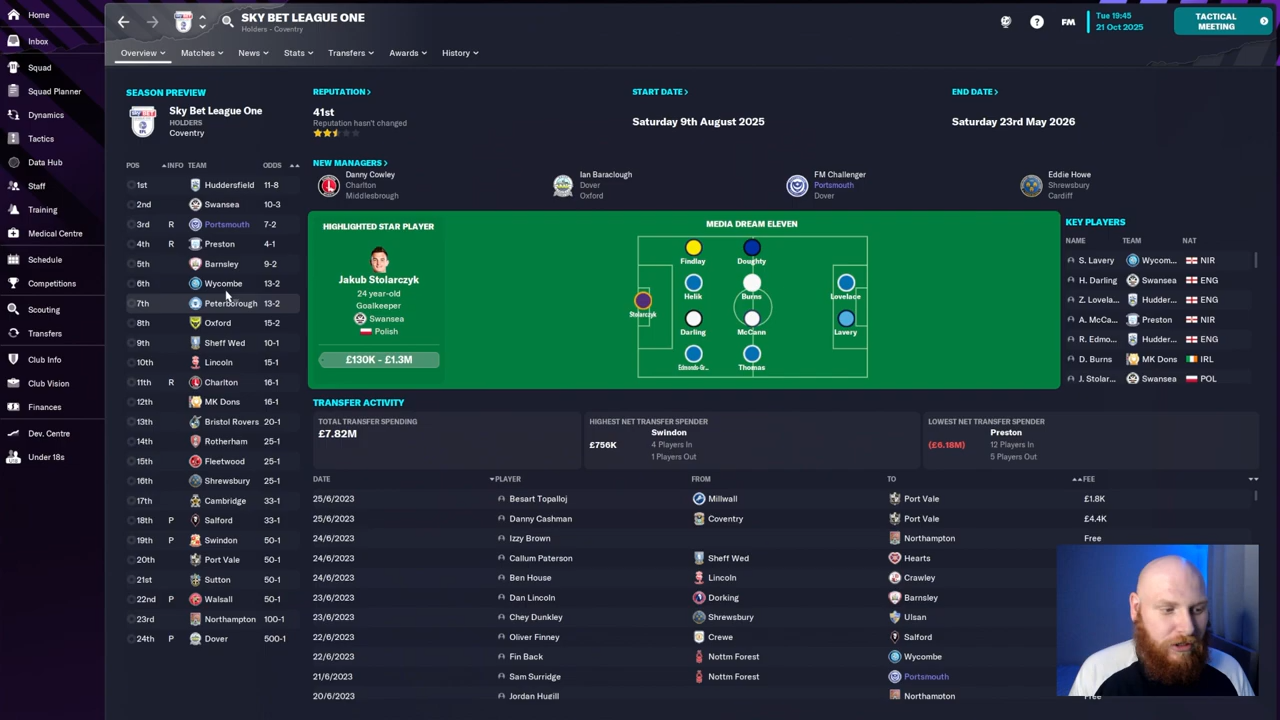 Home
Inbox
Squad
Squad Planner
Dynamics
Tactics
Data Hub
Staff
Training
Medical Centre
Schedule
Competitions
Scouting
Transfers
Club Info
Club Vision
Finances
Dev. Centre
Under 18s
SKY BET LEAGUE ONE
Holders - Coventry
FM
Tue 19:45
21 Oct 2025
TACTICAL
MEETING
Overview Matches News Stats Transfers Awards History
SEASON PREVIEW
Sky Bet League One
HOLDERS
Coventry
REPUTATION
41st
Reputation hasn't changed
START DATE
Saturday 9th August 2025
END DATE
Saturday 23rd May 2026
NEW MANAGERS
Danny Cowley
Charlton
Middlesbrough
Ian Baraclough
Dover
Oxford
FM Challenger
Portsmouth
Dover
Eddie Howe
Shrewsbury
Cardiff
POS INFO TEAM ODDS
1st Huddersfield 11-8
2nd Swansea 10-3
3rd R Portsmouth 7-2
4th R Preston 4-1
5th Barnsley 9-2
6th Wycombe 13-2
7th Peterborough 13-2
8th Oxford 15-2
9th Sheff Wed 10-1
10th Lincoln 15-1
11th R Charlton 16-1
12th MK Dons 16-1
13th Bristol Rovers 20-1
14th Rotherham 25-1
15th Fleetwood 25-1
16th Shrewsbury 25-1
17th Cambridge 33-1
18th P Salford 33-1
19th P Swindon 50-1
20th Port Vale 50-1
21st Sutton 50-1
22nd P Walsall 50-1
23rd Northampton 100-1
24th P Dover 500-1
HIGHLIGHTED STAR PLAYER
Jakub Stolarczyk
24 year-old
Goalkeeper
Swansea
Polish
£130K - £1.3M
MEDIA DREAM ELEVEN
Findlay
Doughty
Helik
Burns
Lovelace
Stolarczyk
Darling
McCann
Lavery
Edmonds-Gr...
Thomas
KEY PLAYERS
NAME TEAM NAT
S. Lavery Wycom... NIR
H. Darling Swansea ENG
Z. Lovela... Hudder... ENG
A. McCa... Preston NIR
R. Edmo... Hudder... ENG
D. Burns MK Dons IRL
J. Stolar... Swansea POL
TRANSFER ACTIVITY
TOTAL TRANSFER SPENDING
£7.82M
HIGHEST NET TRANSFER SPENDER
£756K
Swindon
4 Players In
1 Players Out
LOWEST NET TRANSFER SPENDER
(£6.18M)
Preston
12 Players In
5 Players Out
DATE PLAYER FROM TO FEE
25/6/2023 Besart Topalloj Millwall Port Vale £1.8K
25/6/2023 Danny Cashman Coventry Port Vale £4.4K
24/6/2023 Izzy Brown Northampton Free
24/6/2023 Callum Paterson Sheff Wed Hearts
24/6/2023 Ben House Lincoln Crawley
23/6/2023 Dan Lincoln Dorking Barnsley
23/6/2023 Chey Dunkley Shrewsbury Ulsan
22/6/2023 Oliver Finney Crewe Salford
22/6/2023 Fin Back Nottm Forest Wycombe
21/6/2023 Sam Surridge Nottm Forest Portsmouth
20/6/2023 Jordan Hugill Northampton Free